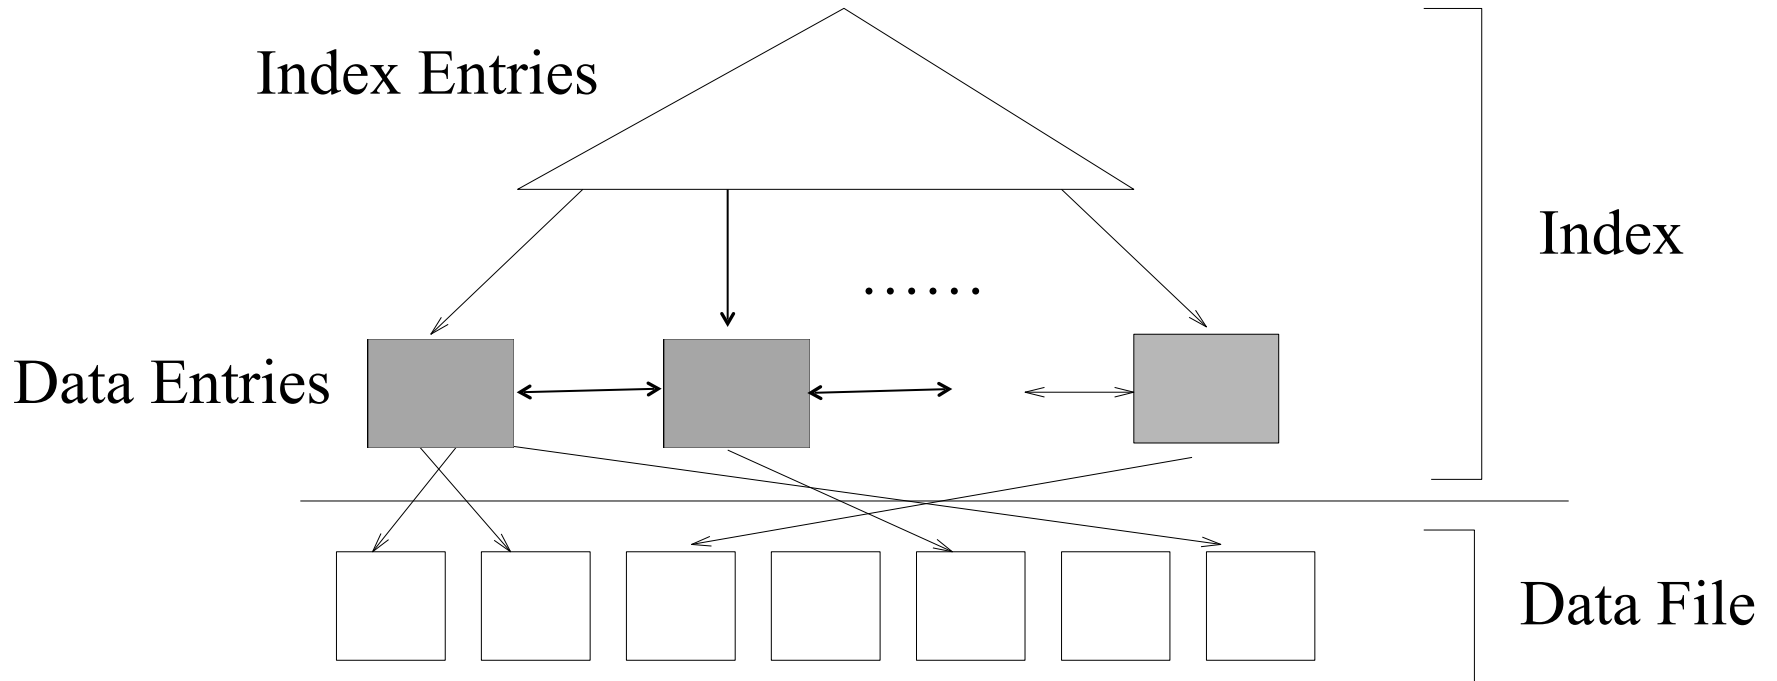 Index Entries
Index
......
Data Entries
Data File